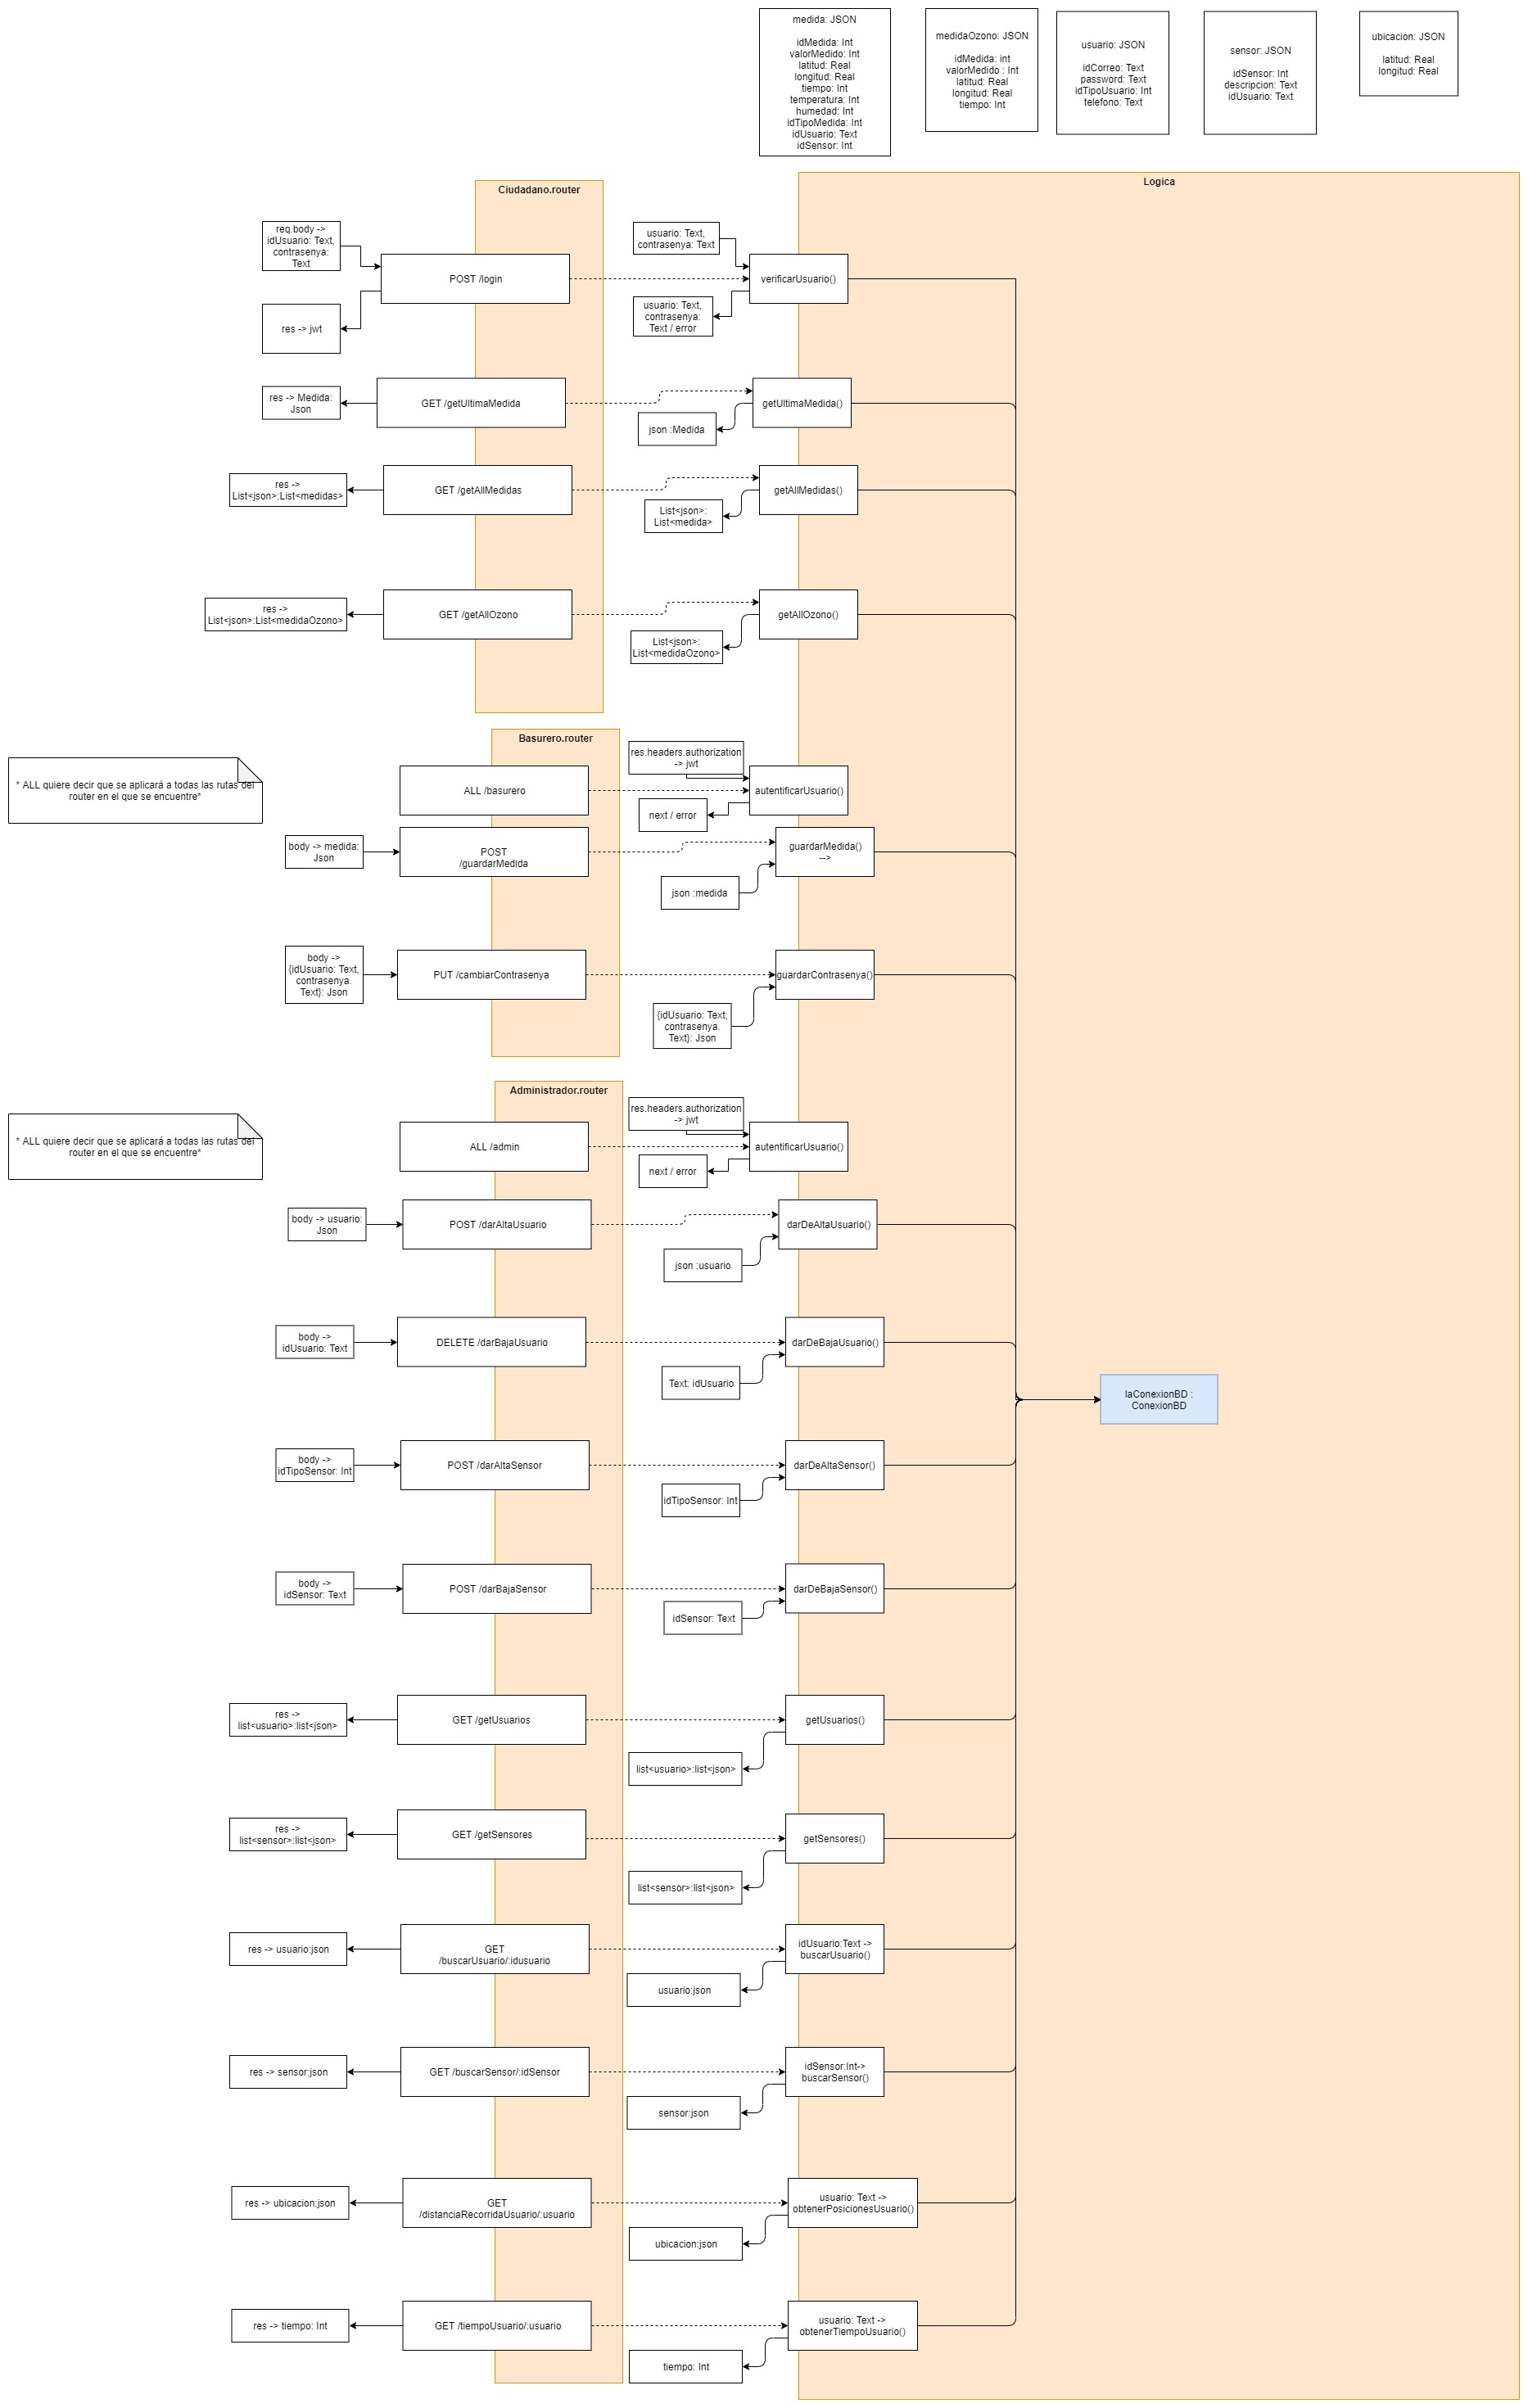 medida: JSON
idMedida: Int
valorMedido: Int
latitud: Real
longitud: Real
tiempo: Int
temperatura: Int
humedad: Int
idTipoMedida: Int
idUsuario: Text
idSensor: Int
medidaOzono: JSON
idMedida: int
valorMedido : Int
latitud: Real
longitud: Real
tiempo: Int
usuario: JSON
idCorreo: Text
password: Text
idTipoUsuario: Int
telefono: Text
sensor: JSON
idSensor: Int
descripcion: Text
idUsuario: Text
ubicacion: JSON
latitud: Real
longitud: Real
Ciudadano.router
Logica
req.body ->
idUsuario: Text,
contrasenya:
Text
POST /login
res -> jwt
usuario: Text,
contrasenya: Text
verificarUsuario()
usuario: Text,
contrasenya:
Text / error
res -> Medida:
Json
GET /getUltimaMedida
getUltimaMedida()
json :Medida
res ->
List<json>:List<medidas>
GET /getAllMedidas
getAllMedidas()
List<json>:
List<medida>
res ->
List<json>:List<medidaOzono>
GET /getAllOzono
getAllOzono()
List<json>:
List<medidaOzono>
Basurero.router
* ALL quiere decir que se aplicará a todas las rutas del
router en el que se encuentre*
ALL /basurero
res.headers.authorization
-> jwt
autentificarUsuario()
next / error
body -> medida:
Json
POST
/guardarMedida
guardarMedida()
-->
json :medida
body ->
{idUsuario: Text,
contrasenya.
Text}: Json
PUT /cambiarContrasenya
guardarContrasenya()
{idUsuario: Text,
contrasenya.
Text}: Json
Administrador.router
* ALL quiere decir que se aplicará a todas las rutas del
router en el que se encuentre*
ALL /admin
res.headers.authorization
-> jwt
autentificarUsuario()
next / error
body -> usuario:
Json
POST /darAltaUsuario
darDeAltaUsuario()
json :usuario
body ->
idUsuario: Text
DELETE /darBajaUsuario
darDeBajaUsuario()
Text: idUsuario
laConexionBD :
ConexionBD
body ->
idTipoSensor: Int
POST /darAltaSensor
darDeAltaSensor()
idTipoSensor: Int
body ->
idSensor: Text
POST /darBajaSensor
darDeBajaSensor()
idSensor: Text
res ->
list<usuario>:list<json>
GET /getUsuarios
getUsuarios()
list<usuario>:list<json>
res ->
list<sensor>:list<json>
GET /getSensores
getSensores()
list<sensor>:list<json>
res -> usuario:json
GET
/buscarUsuario/:idusuario
idUsuario:Text ->
buscarUsuario()
usuario:json
res -> sensor:json
GET /buscarSensor/:idSensor
idSensor:Int->
buscarSensor()
sensor:json
res -> ubicacion:json
GET
/distanciaRecorridaUsuario/:usuario
usuario: Text ->
obtenerPosicionesUsuario()
ubicacion:json
res -> tiempo: Int
GET /tiempoUsuario/:usuario
usuario: Text ->
obtenerTiempoUsuario()
tiempo: Int